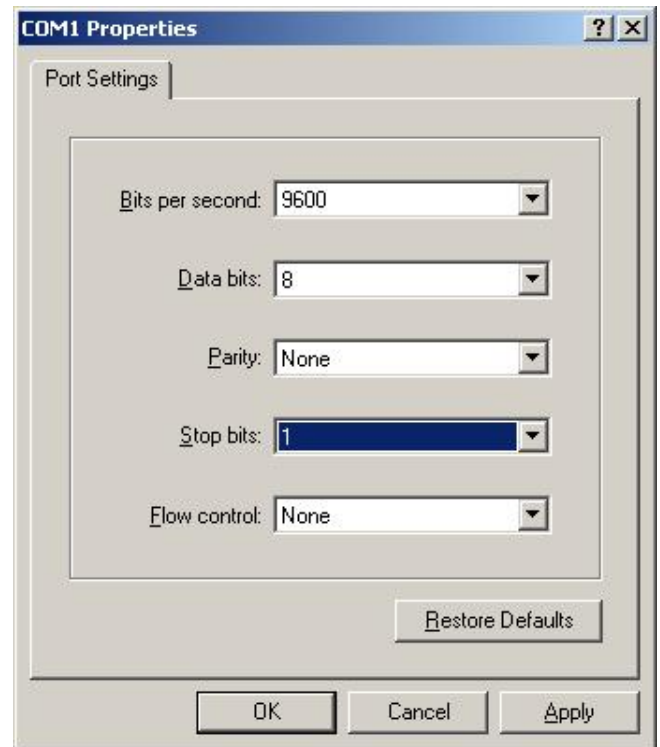 COM1 Properties
Port Settings
Bits per second: 9600
Data bits: 8
Parity: None
Stop bits: 1
Flow control: None
Restore Defaults
OK Cancel Apply